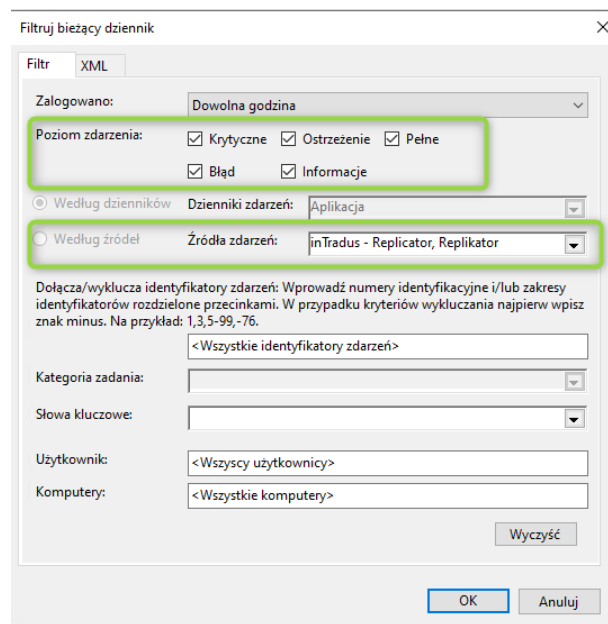 Filtruj bieżący dziennik
Filtr XML
Zalogowano: Dowolna godzina
Poziom zdarzenia: Krytyczne Ostrzeżenie Pełne
Błąd Informacje
Według dzienników Dzienniki zdarzeń: Aplikacja
Według źródeł Źródła zdarzeń: inTradus - Replicator, Replikator
Dołącza/wyklucza identyfikatory zdarzeń: Wprowadź numery identyfikacyjne i/lub zakresy
identyfikatorów rozdzielone przecinkami. W przypadku kryteriów wykluczania najpierw wpisz
znak minus. Na przykład: 1,3,5-99,-76.
<Wszystkie identyfikatory zdarzeń>
Kategoria zadania:
Słowa kluczowe:
Użytkownik: <Wszyscy użytkownicy>
Komputery: <Wszystkie komputery>
Wyczyść
OK Anuluj